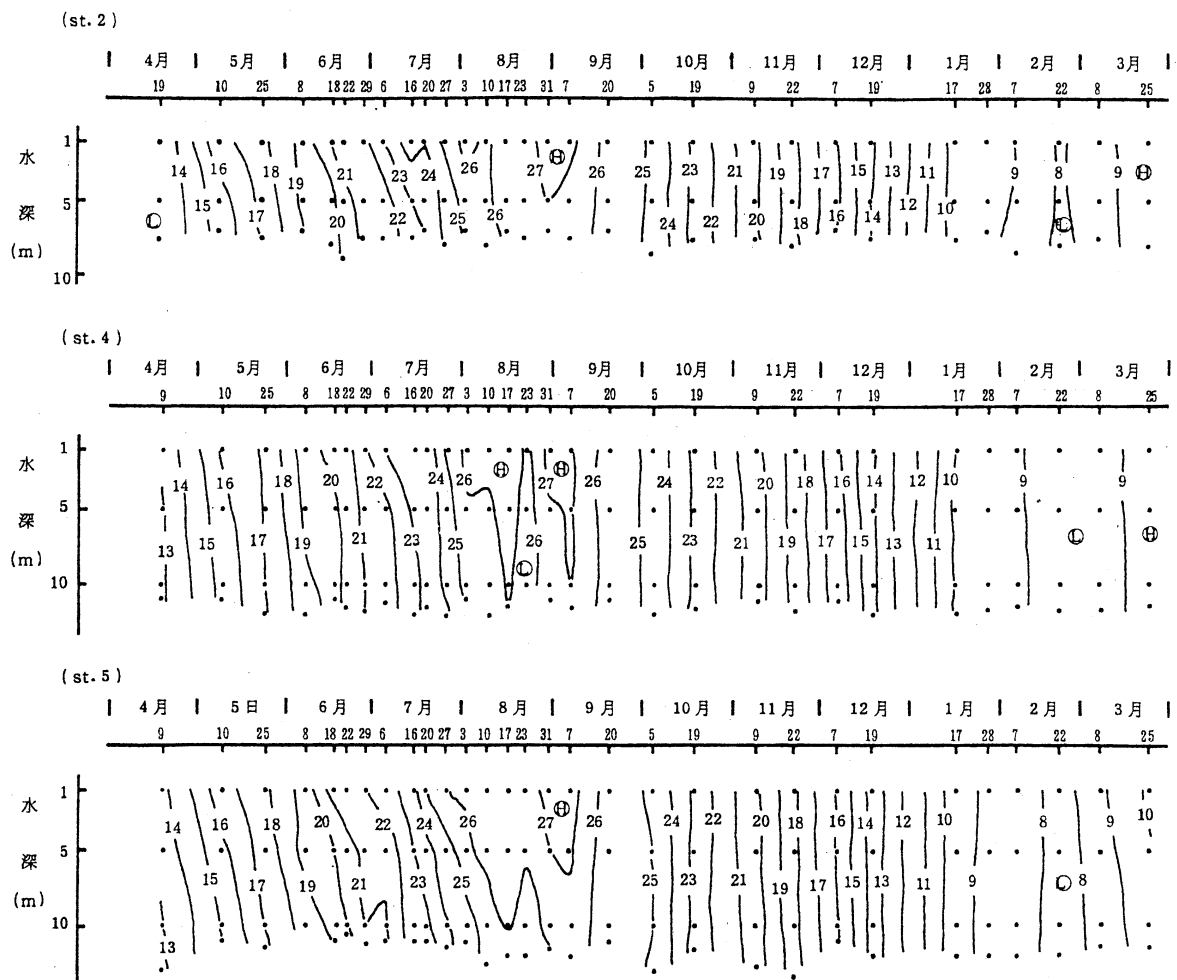 (st.2)
4月 5月 6月 7月 8月 9月 10月 11月 12月 1月 2月 3月
19 10 25 8 18 22 29 6 16 20 27 3 10 17 23 31 7 20 5 19 9 22 7 19 17 28 7 22 8 25
水深(m)
1
5
10
14 16 18 21 23 24 26 27 H 26 25 23 21 19 17 15 13 11 9 8 9 H
15 17 19 20 22 25 26 24 22 20 18 16 14 12 10 L
L
(st.4)
4月 5月 6月 7月 8月 9月 10月 11月 12月 1月 2月 3月
9 10 25 8 18 22 29 6 16 20 27 3 10 17 23 31 7 20 5 19 9 22 7 19 17 28 7 22 8 25
水深(m)
1
5
10
14 16 18 20 22 24 26 H 27 H 26 24 22 20 18 16 14 12 10 9 9
13 15 17 19 21 23 25 L 26 25 23 21 19 17 15 13 11 L H
(st.5)
4月 5日 6月 7月 8月 9月 10月 11月 12月 1月 2月 3月
9 10 25 8 18 22 29 6 16 20 27 3 10 17 23 31 7 20 5 19 9 22 7 19 17 28 7 22 8 25
水深(m)
1
5
10
14 16 18 20 22 24 26 27 H 26 24 22 20 18 16 14 12 10 8 9 10
13 15 17 19 21 23 25 25 23 21 19 17 15 13 11 9 L 8